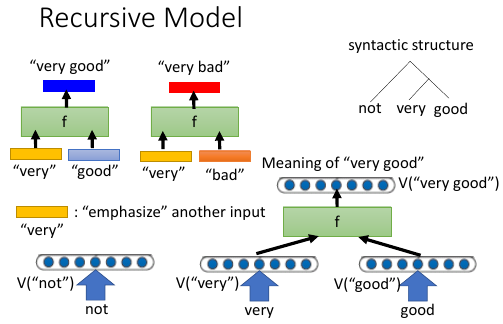 Recursive Model
syntactic structure
not very good
“very good”
“very bad”
f
f
“very”
“good”
“very”
“bad”
Meaning of “very good”
V(“very good”)
: “emphasize” another input
“very”
f
V(“not”)
V(“very”)
V(“good”)
not
very
good